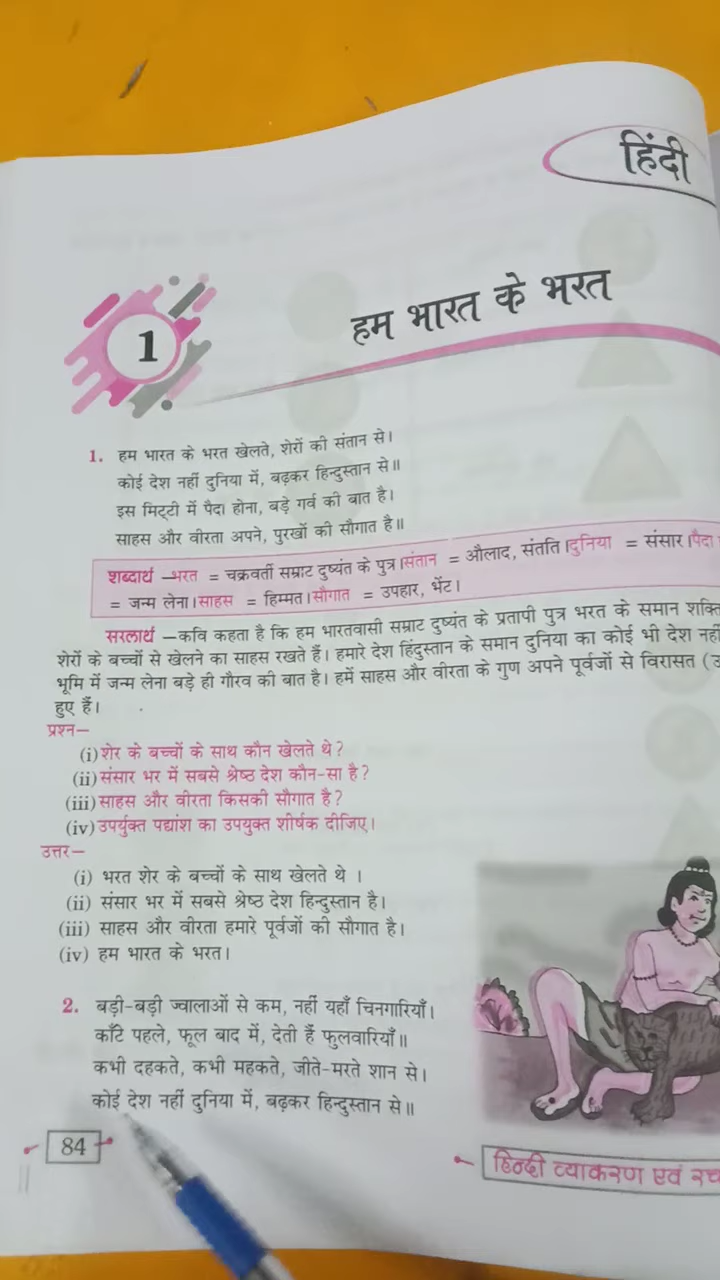 हिंदी
1
हम भारत के भरत
1. हम भारत के भरत खेलते, शेरों की संतान से।
कोई देश नहीं दुनिया में, बढ़कर हिन्दुस्तान से॥
इस मिट्टी में पैदा होना, बड़े गर्व की बात है।
साहस और वीरता अपने, पुरखों की सौगात है॥
शब्दार्थ –भरत = चक्रवर्ती सम्राट दुष्यंत के पुत्र।संतान = औलाद, संतति।दुनिया = संसार।पैदा
= जन्म लेना।साहस = हिम्मत।सौगात = उपहार, भेंट।
सरलार्थ –कवि कहता है कि हम भारतवासी सम्राट दुष्यंत के प्रतापी पुत्र भरत के समान शक्ति
शेरों के बच्चों से खेलने का साहस रखते हैं। हमारे देश हिंदुस्तान के समान दुनिया का कोई भी देश नहीं
भूमि में जन्म लेना बड़े ही गौरव की बात है। हमें साहस और वीरता के गुण अपने पूर्वजों से विरासत
हुए हैं।
प्रश्न–
(i) शेर के बच्चों के साथ कौन खेलते थे?
(ii) संसार भर में सबसे श्रेष्ठ देश कौन-सा है?
(iii) साहस और वीरता किसकी सौगात है?
(iv) उपर्युक्त पद्यांश का उपयुक्त शीर्षक दीजिए।
उत्तर–
(i) भरत शेर के बच्चों के साथ खेलते थे ।
(ii) संसार भर में सबसे श्रेष्ठ देश हिन्दुस्तान है।
(iii) साहस और वीरता हमारे पूर्वजों की सौगात है।
(iv) हम भारत के भरत।
2. बड़ी-बड़ी ज्वालाओं से कम, नहीं यहाँ चिनगारियाँ।
काँटे पहले, फूल बाद में, देती हैं फुलवारियाँ॥
कभी दहकते, कभी महकते, जीते-मरते शान से।
कोई देश नहीं दुनिया में, बढ़कर हिन्दुस्तान से॥
84
हिन्दी व्याकरण एवं